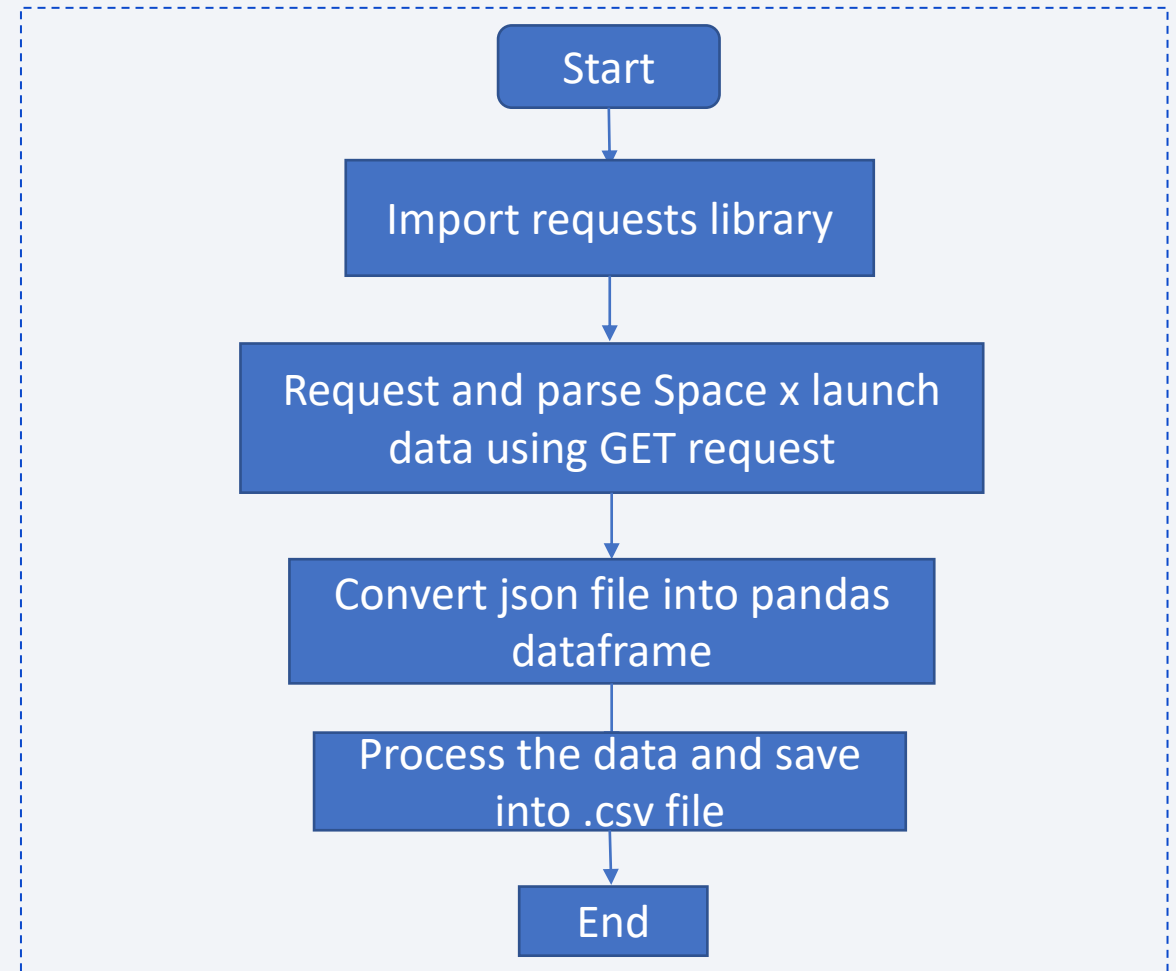 Start
Import requests library
Request and parse Space x launch
data using GET request
Convert json file into pandas
dataframe
Process the data and save
into .csv file
End